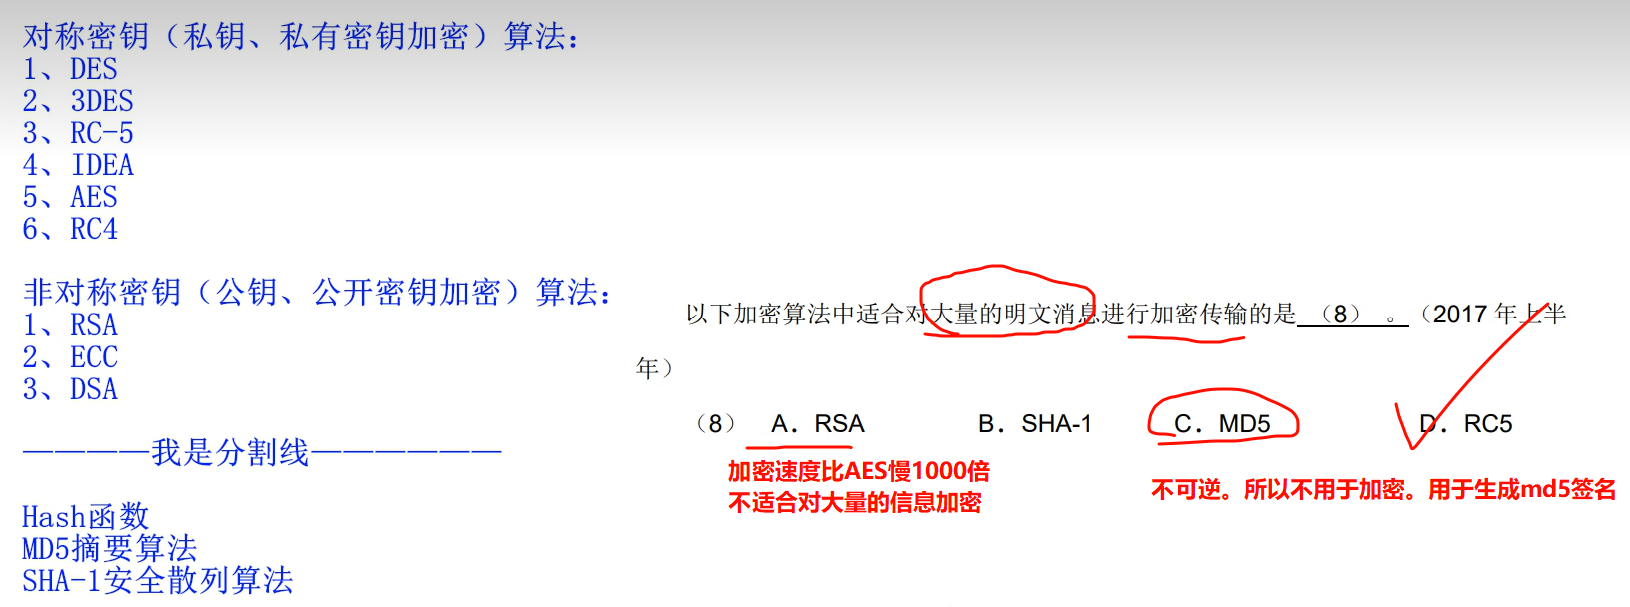 对称密钥（私钥、私有密钥加密）算法：
1、DES
2、3DES
3、RC-5
4、IDEA
5、AES
6、RC4
非对称密钥（公钥、公开密钥加密）算法：
1、RSA
2、ECC
3、DSA
————我是分割线——————
Hash函数
MD5摘要算法
SHA-1安全散列算法
以下加密算法中适合对大量的明文消息进行加密传输的是（8）。（2017 年上半
年）
（8） A．RSA B．SHA-1 C．MD5 D．RC5
加密速度比AES慢1000倍
不适合对大量的信息加密
不可逆。所以不用于加密。用于生成md5签名